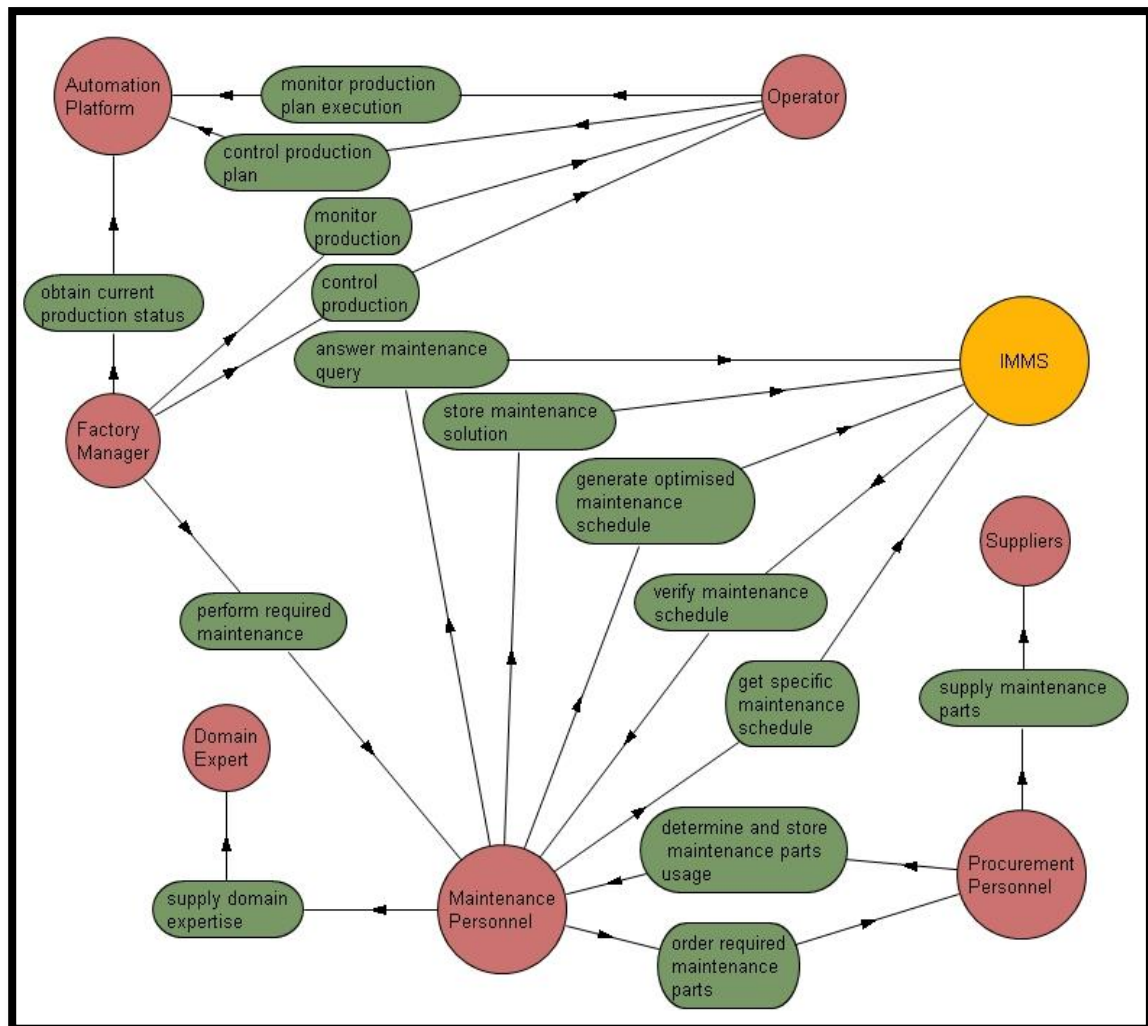 Automation
Platform
monitor production
plan execution
Operator
control production
plan
monitor
production
obtain current
production status
control
production
answer maintenance
query
IMMS
Factory
Manager
store maintenance
solution
generate optimised
maintenance
schedule
Suppliers
verify maintenance
schedule
perform required
maintenance
get specific
maintenance
schedule
supply maintenance
parts
Domain
Expert
determine and store
maintenance parts
usage
Procurement
Personnel
supply domain
expertise
Maintenance
Personnel
order required
maintenance
parts